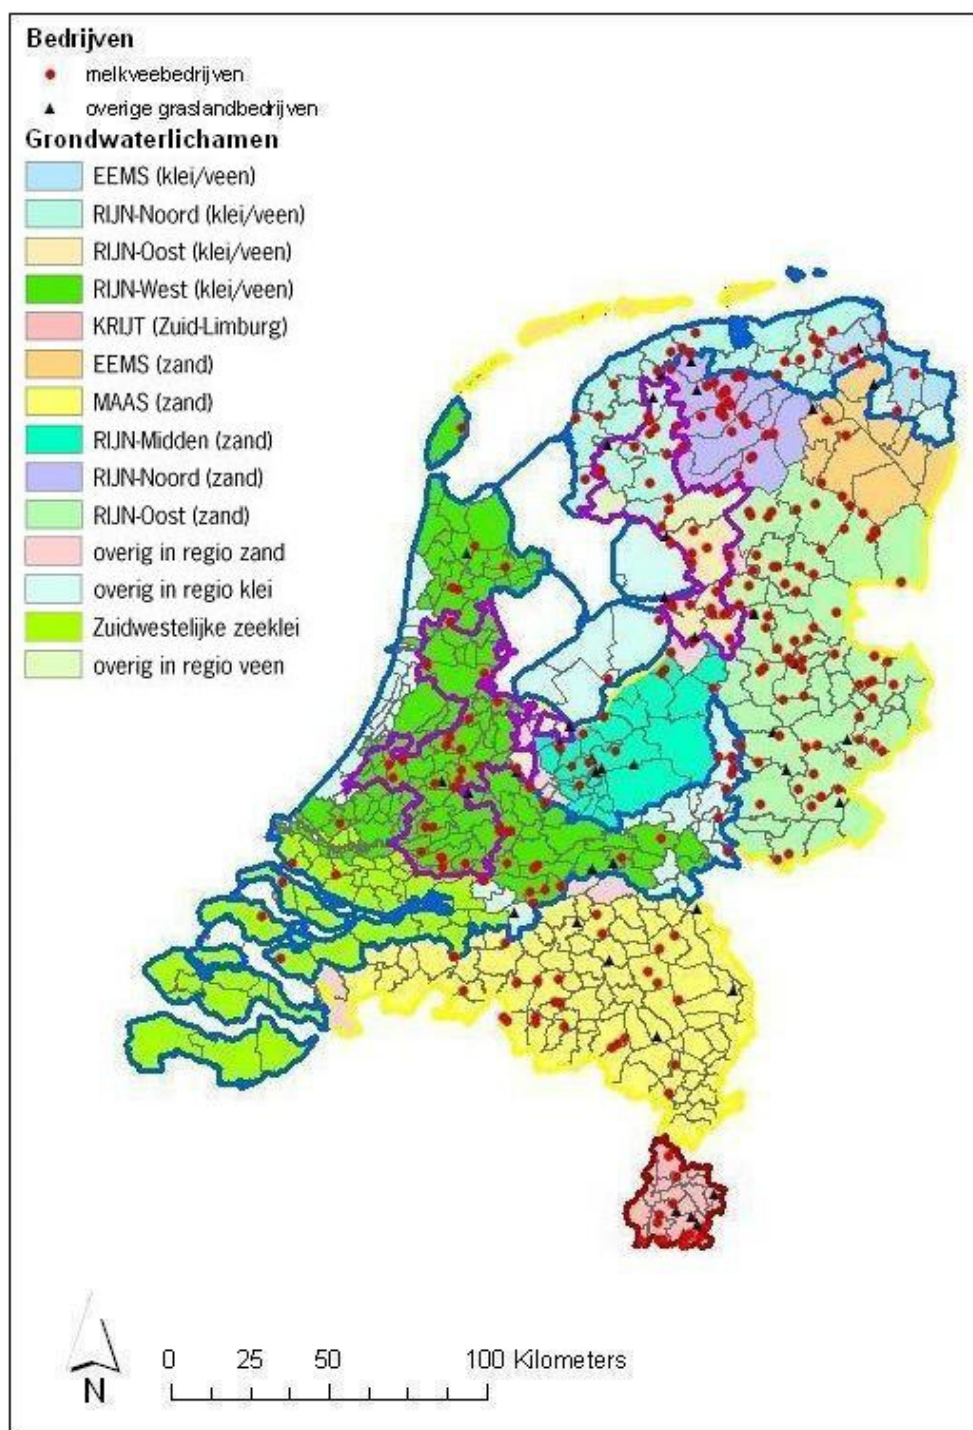 Bedrijven
melkveebedrijven
overige graslandbedrijven
Grondwaterlichamen
EEMS (klei/veen)
RIJN-Noord (klei/veen)
RIJN-Oost (klei/veen)
RIJN-West (klei/veen)
KRIJT (Zuid-Limburg)
EEMS (zand)
MAAS (zand)
RIJN-Midden (zand)
RIJN-Noord (zand)
RIJN-Oost (zand)
overig in regio zand
overig in regio klei
Zuidwestelijke zeeklei
overig in regio veen
0 25 50 100 Kilometers
N